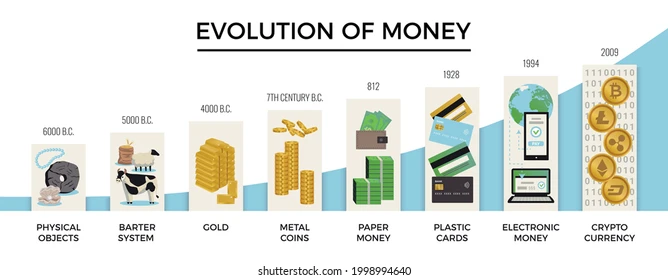 EVOLUTION OF MONEY
6000 B.C.
5000 B.C.
4000 B.C.
7TH CENTURY B.C.
812
1928
1994
2009
PAY
PHYSICAL
OBJECTS
BARTER
SYSTEM
GOLD
METAL
COINS
PAPER
MONEY
PLASTIC
CARDS
ELECTRONIC
MONEY
CRYPTO
CURRENCY
shutterstock.com · 1998994640